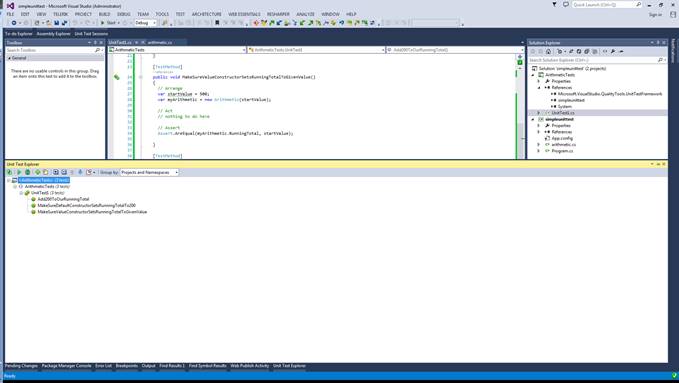 simpleunittest - Microsoft Visual Studio (Administrator)
Quick Launch (Ctrl+Q)
FILE EDIT VIEW TELERIK PROJECT BUILD DEBUG TEAM TOOLS TEST ARCHITECTURE WEB ESSENTIALS RESHARPER ANALYZE WINDOW HELP
Sign in
Start Debug
To-do Explorer Assembly Explorer Unit Test Sessions
Toolbox
Search Toolbox
General
There are no usable controls in this group. Drag
an item onto this text to add it to the toolbox.
UnitTest1.cs arithmetic.cs
ArithmeticTests ArithmeticTests.UnitTest1 Add200ToOurRunningTotal()
}
[TestMethod]
public void MakeSureValueConstructorSetsRunningTotalToGivenValue()
{
// Arrange
var startValue = 500;
var myArithmetic = new Arithmetic(startValue);
// Act
// nothing to do here
// Assert
Assert.AreEqual(myArithmetic.RunningTotal, startValue);
}
[TestMethod]
Solution Explorer
Search Solution Explorer (Ctrl+;)
Solution 'simpleunittest' (2 projects)
ArithmeticTests
Properties
References
Microsoft.VisualStudio.QualityTools.UnitTestFramework
simpleunittest
System
UnitTest1.cs
simpleunittest
Properties
References
App.config
arithmetic.cs
Program.cs
Notifications
Unit Test Explorer
Group by: Projects and Namespaces
ArithmeticTests (3 tests)
ArithmeticTests (3 tests)
UnitTest1 (3 tests)
Add200ToOurRunningTotal
MakeSureDefaultConstructorSetsRunningTotalTo200
MakeSureValueConstructorSetsRunningTotalToGivenValue
Pending Changes Package Manager Console Error List Breakpoints Output Find Results 1 Find Symbol Results Web Publish Activity Unit Test Explorer
Ready